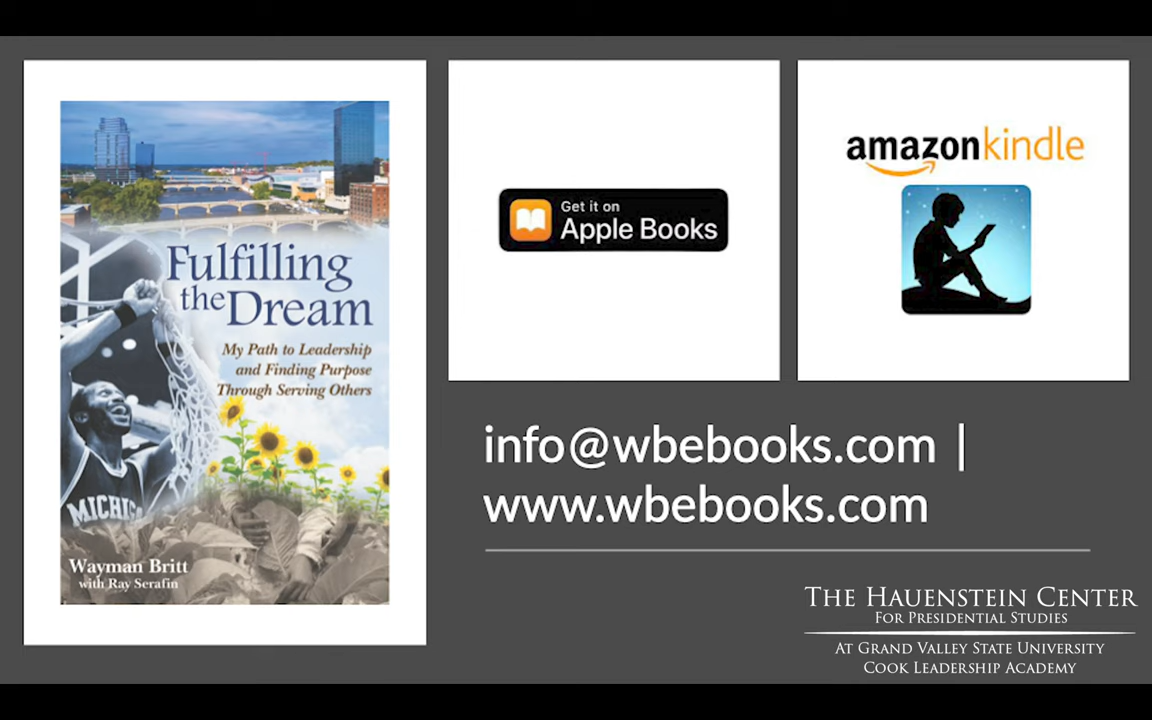 Fulfilling
the Dream
My Path to Leadership
and Finding Purpose
Through Serving Others
MICHIG
Wayman Britt
with Ray Serafin
Get it on
Apple Books
amazonkindle
info@wbebooks.com |
www.wbebooks.com
THE HAUENSTEIN CENTER
FOR PRESIDENTIAL STUDIES
AT GRAND VALLEY STATE UNIVERSITY
COOK LEADERSHIP ACADEMY